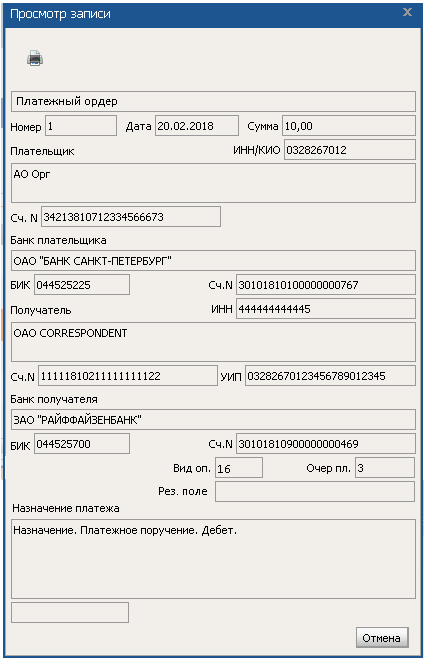 Просмотр записи X
Платежный ордер
Номер 1 Дата 20.02.2018 Сумма 10,00
Плательщик ИНН/КИО 0328267012
АО Орг
Сч. N 34213810712334566673
Банк плательщика
ОАО "БАНК САНКТ-ПЕТЕРБУРГ"
БИК 044525225 Сч.N 30101810100000000767
Получатель ИНН 444444444445
ОАО CORRESPONDENT
Сч.N 11111810211111111122 УИП 03282670123456789012345
Банк получателя
ЗАО "РАЙФФАЙЗЕНБАНК"
БИК 044525700 Сч.N 30101810900000000469
Вид оп. 16 Очер пл. 3
Рез. поле
Назначение платежа
Назначение. Платежное поручение. Дебет.
Отмена